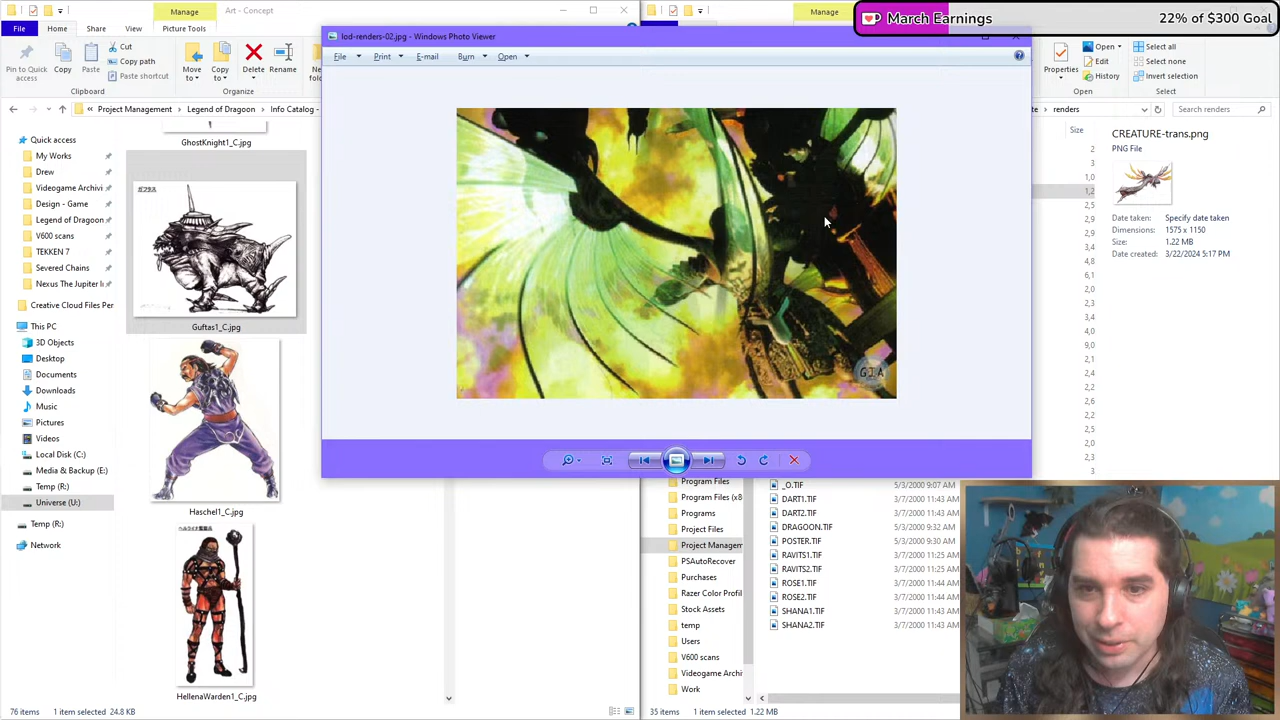 Manage
Art - Concept
File
Home
Share
View
Picture Tools
Pin to Quick access
Copy
Paste
Cut
Copy path
Paste shortcut
Clipboard
Move to
Copy to
Delete
Rename
Organize
Project Management
Legend of Dragoon
Info Catalog
Quick access
My Works
Drew
Videogame Archivi
Design - Game
Legend of Dragoon
V600 scans
TEKKEN 7
Severed Chains
Nexus The Jupiter I
Creative Cloud Files Per
This PC
3D Objects
Desktop
Documents
Downloads
Music
Pictures
Videos
Local Disk (C:)
Media & Backup (E:)
Temp (R:)
Universe (U:)
Temp (R:)
Network
76 items
1 item selected 24.8 KB
GhostKnight1_C.jpg
ガフタス
Guftas1_C.jpg
Haschel1_C.jpg
HellenaWarden1_C.jpg
lod-renders-02.jpg - Windows Photo Viewer
File
Print
E-mail
Burn
Open
GIA
Manage
March Earnings
22% of $300 Goal
Properties
Open
Edit
History
Open
Select all
Select none
Invert selection
Select
renders
Search renders
Size
CREATURE-trans.png
PNG File
Date taken: Specify date taken
Dimensions: 1575 x 1150
Size: 1.22 MB
Date created: 3/22/2024 5:17 PM
Program Files
Program Files (x8
Programs
Project Files
Project Managem
PSAutoRecover
Purchases
Razer Color Profil
Stock Assets
temp
Users
V600 scans
Videogame Archi
Work
_O.TIF 5/3/2000 9:07 AM
DART1.TIF 3/7/2000 11:43 AM
DART2.TIF 3/7/2000 11:43 AM
DRAGOON.TIF 5/3/2000 9:32 AM
POSTER.TIF 5/3/2000 9:30 AM
RAVITS1.TIF 3/7/2000 11:25 AM
RAVITS2.TIF 3/7/2000 11:25 AM
ROSE1.TIF 3/7/2000 11:44 AM
ROSE2.TIF 3/7/2000 11:44 AM
SHANA1.TIF 3/7/2000 11:43 AM
SHANA2.TIF 3/7/2000 11:43 AM
35 items
1 item selected 1.22 MB